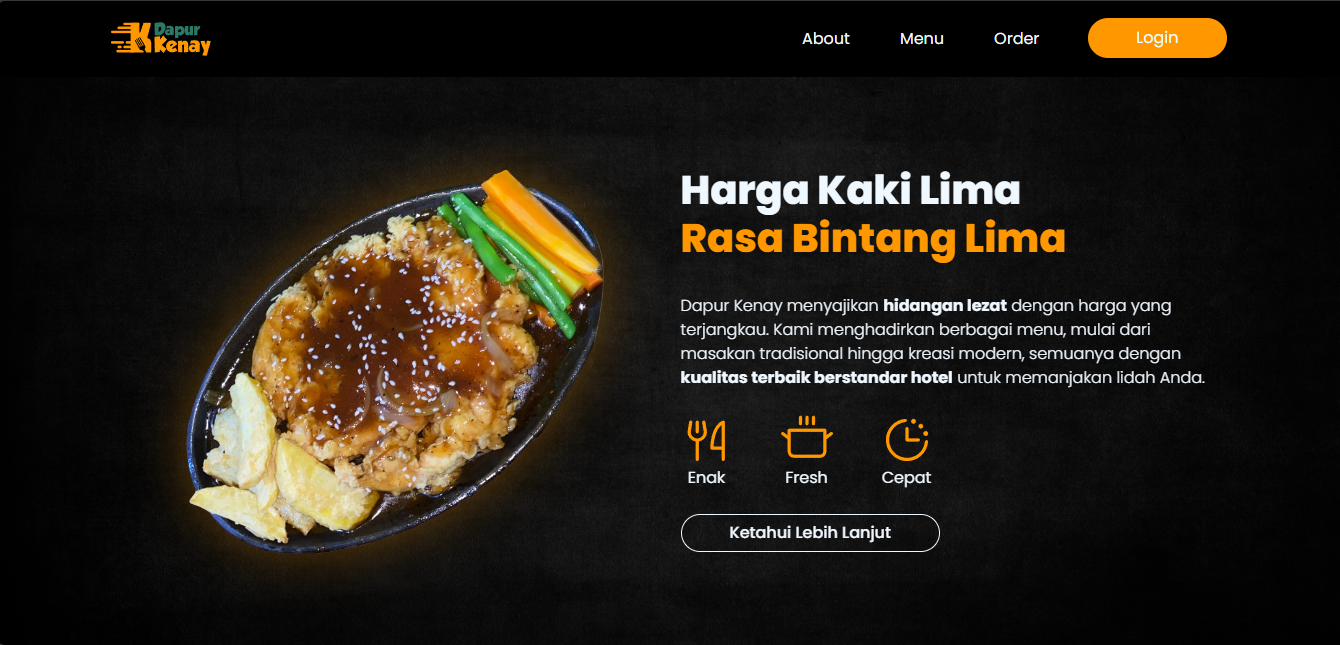 Dapur
Kenay
About
Menu
Order
Login
Harga Kaki Lima
Rasa Bintang Lima
Dapur Kenay menyajikan hidangan lezat dengan harga yang
terjangkau. Kami menghadirkan berbagai menu, mulai dari
masakan tradisional hingga kreasi modern, semuanya dengan
kualitas terbaik berstandar hotel untuk memanjakan lidah Anda.
Enak
Fresh
Cepat
Ketahui Lebih Lanjut